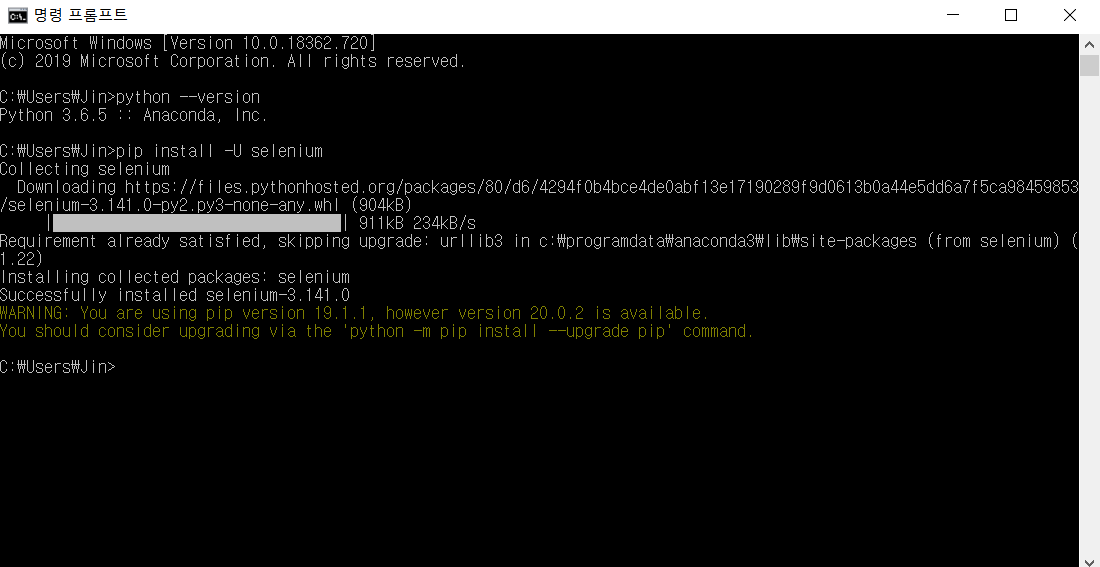 명령 프롬프트
Microsoft Windows [Version 10.0.18362.720]
(c) 2019 Microsoft Corporation. All rights reserved.
C:₩Users₩Jin>python --version
Python 3.6.5 :: Anaconda, Inc.
C:₩Users₩Jin>pip install -U selenium
Collecting selenium
Downloading https://files.pythonhosted.org/packages/80/d6/4294f0b4bce4de0abf13e17190289f9d0613b0a44e5dd6a7f5ca98459853
/selenium-3.141.0-py2.py3-none-any.whl (904kB)
| | 911kB 234kB/s
Requirement already satisfied, skipping upgrade: urllib3 in c:₩programdata₩anaconda3₩lib₩site-packages (from selenium) (
1.22)
Installing collected packages: selenium
Successfully installed selenium-3.141.0
WARNING: You are using pip version 19.1.1, however version 20.0.2 is available.
You should consider upgrading via the 'python -m pip install --upgrade pip' command.
C:₩Users₩Jin>